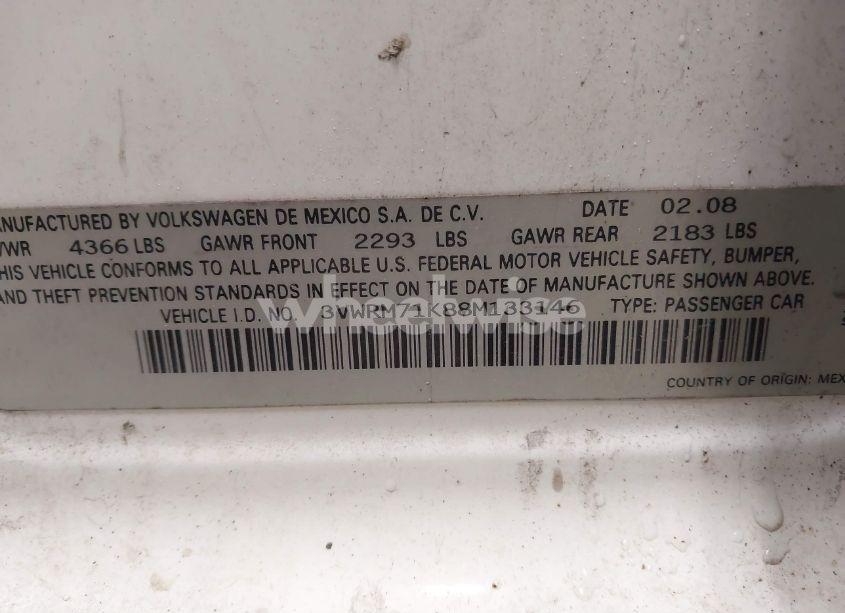 ANUFACTURED BY VOLKSWAGEN DE MEXICO S.A. DE C.V. DATE 02.08
VWR 4366 LBS GAWR FRONT 2293 LBS GAWR REAR 2183 LBS
HIS VEHICLE CONFORMS TO ALL APPLICABLE U.S. FEDERAL MOTOR VEHICLE SAFETY, BUMPER,
AND THEFT PREVENTION STANDARDS IN EFFECT ON THE DATE OF MANUFACTURE SHOWN ABOVE.
VEHICLE I.D. NO. 3VWRM71K88M133146 TYPE: PASSENGER CAR
wheelwise
COUNTRY OF ORIGIN: MEX